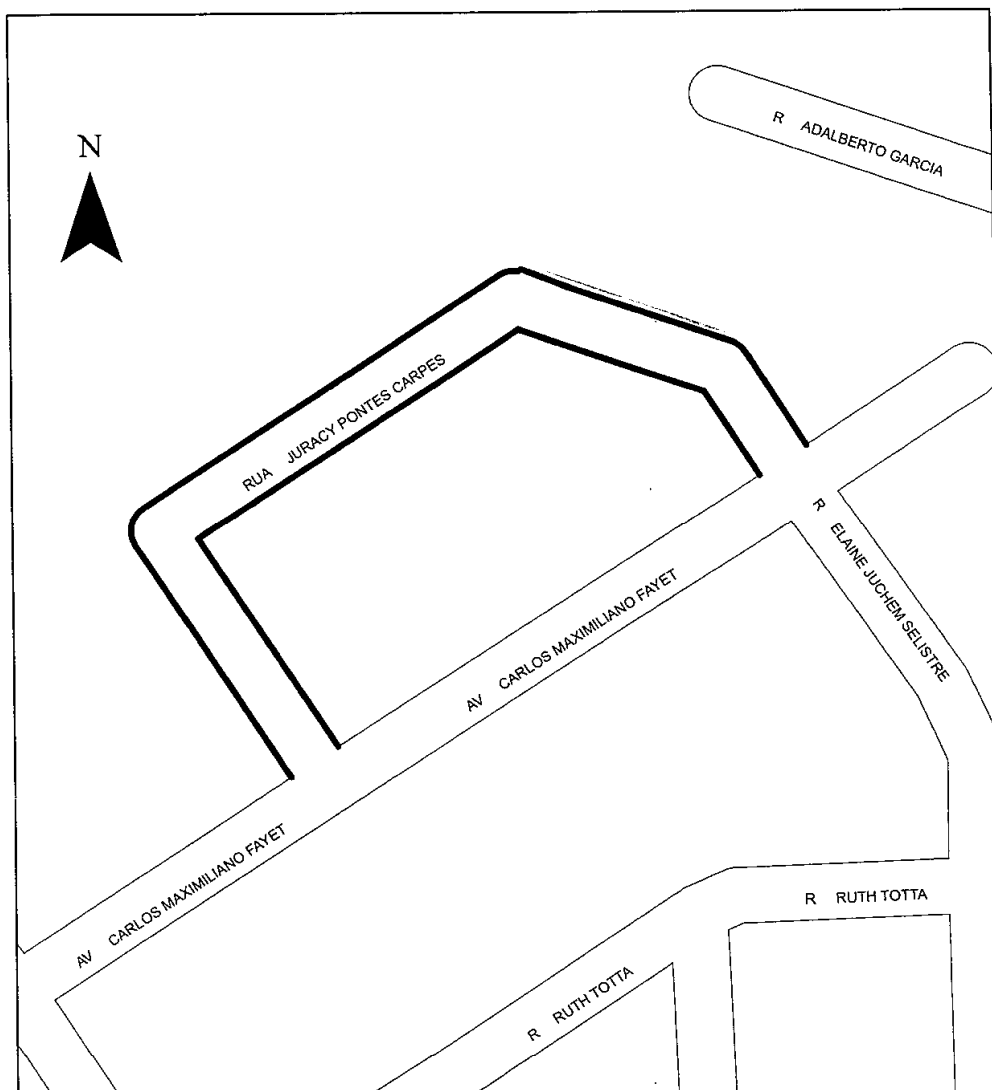 R ADALBERTO GARCIA
N
RUA JURACY PONTES CARPES
R ELAINE JUCHEM SELISTRE
AV CARLOS MAXIMILIANO FAYET
AV CARLOS MAXIMILIANO FAYET
R RUTH TOTTA
R RUTH TOTTA